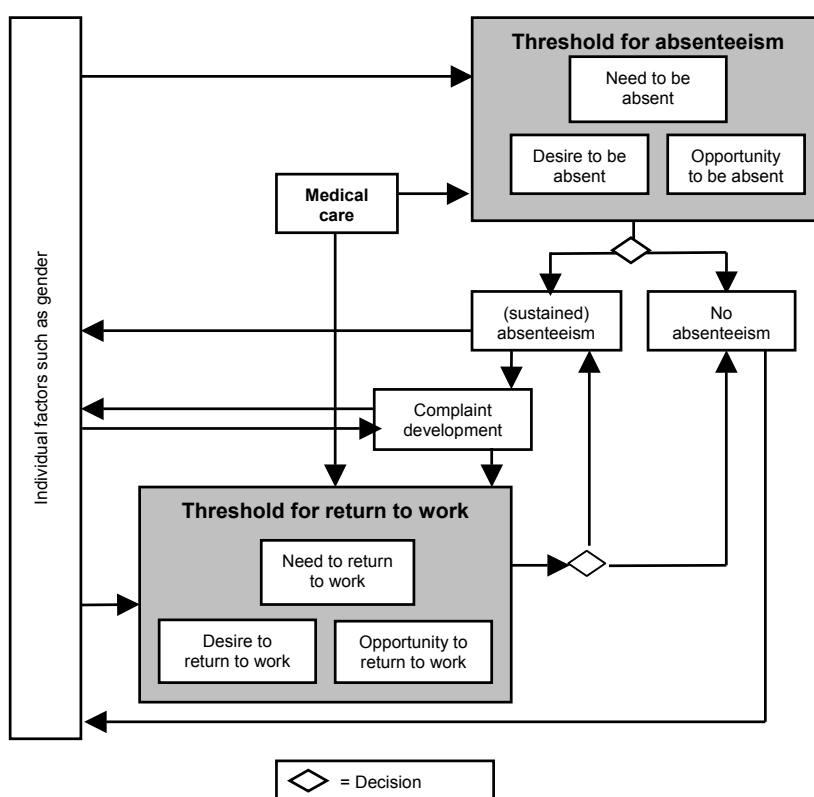 Threshold for absenteeism
Need to be
absent
Desire to be
absent
Opportunity
to be absent
Medical
care
Individual factors such as gender
(sustained)
absenteeism
No
absenteeism
Complaint
development
Threshold for return to work
Need to return
to work
Desire to
return to work
Opportunity to
return to work
= Decision